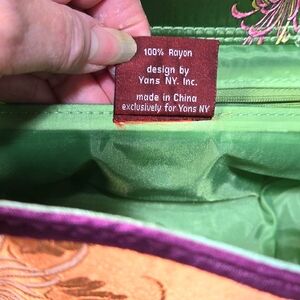 100% Rayon
design by
Yans NY. Inc.
made in China
exclusively for Yans NY